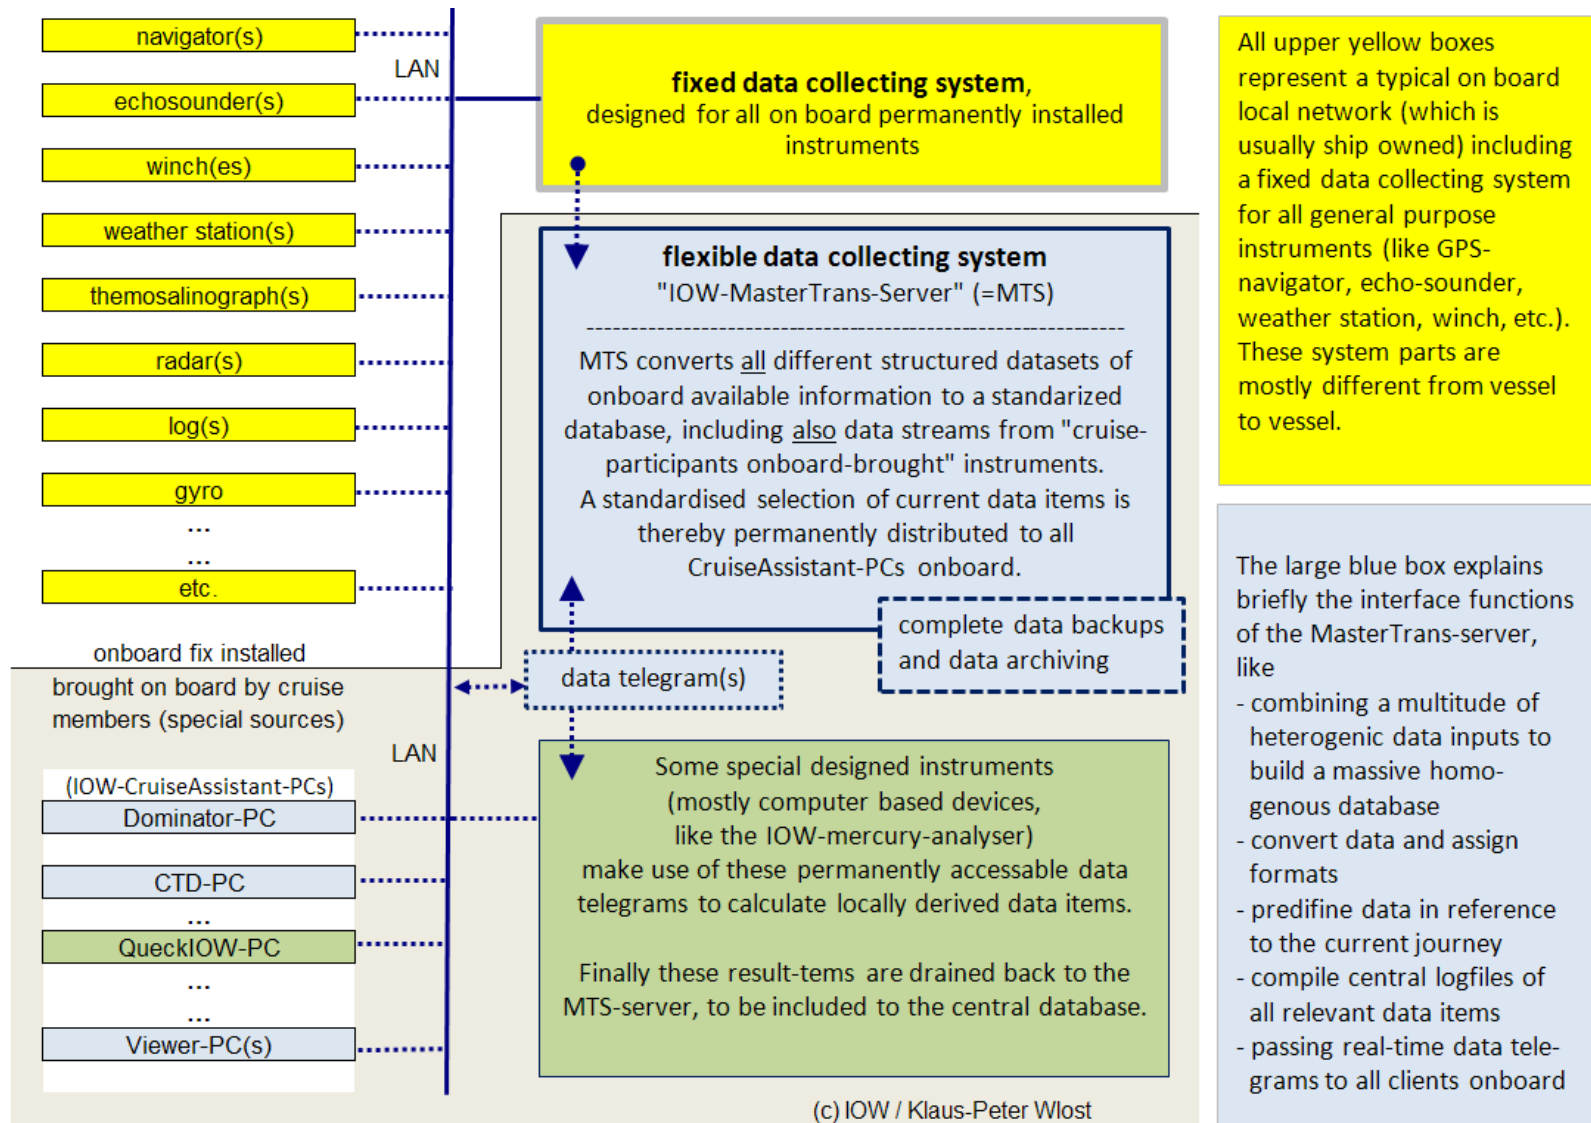 navigator(s)
echosounder(s)
winch(es)
weather station(s)
themosalinograph(s)
radar(s)
log(s)
gyro
...
...
etc.
LAN
onboard fix installed
brought on board by cruise
members (special sources)
LAN
(IOW-CruiseAssistant-PCs)
Dominator-PC
CTD-PC
...
QueckIOW-PC
...
...
Viewer-PC(s)
fixed data collecting system,
designed for all on board permanently installed
instruments
flexible data collecting system
"IOW-MasterTrans-Server" (=MTS)
MTS converts all different structured datasets of
onboard available information to a standarized
database, including also data streams from "cruise-
participants onboard-brought" instruments.
A standardised selection of current data items is
thereby permanently distributed to all
CruiseAssistant-PCs onboard.
complete data backups
and data archiving
data telegram(s)
Some special designed instruments
(mostly computer based devices,
like the IOW-mercury-analyser)
make use of these permanently accessable data
telegrams to calculate locally derived data items.
Finally these result-tems are drained back to the
MTS-server, to be included to the central database.
(c) IOW / Klaus-Peter Wlost
All upper yellow boxes
represent a typical on board
local network (which is
usually ship owned) including
a fixed data collecting system
for all general purpose
instruments (like GPS-
navigator, echo-sounder,
weather station, winch, etc.).
These system parts are
mostly different from vessel
to vessel.
The large blue box explains
briefly the interface functions
of the MasterTrans-server,
like
- combining a multitude of
heterogenic data inputs to
build a massive homo-
genous database
- convert data and assign
formats
- predifine data in reference
to the current journey
- compile central logfiles of
all relevant data items
- passing real-time data tele-
grams to all clients onboard